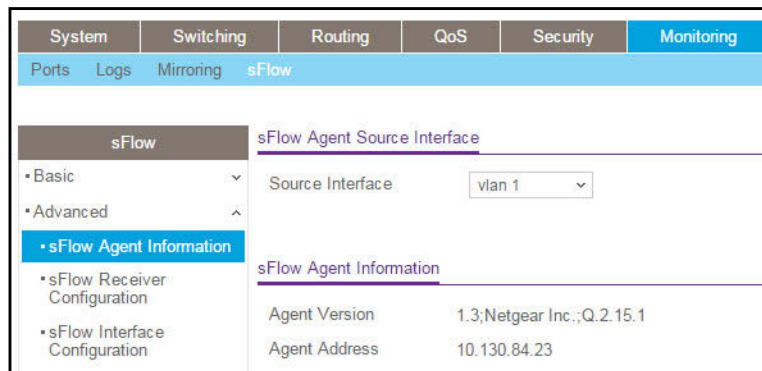 System Switching Routing QoS Security Monitoring
Ports Logs Mirroring sFlow
sFlow
Basic
Advanced
sFlow Agent Information
sFlow Receiver
Configuration
sFlow Interface
Configuration
sFlow Agent Source Interface
Source Interface vlan 1
sFlow Agent Information
Agent Version 1.3;Netgear Inc.;Q.2.15.1
Agent Address 10.130.84.23